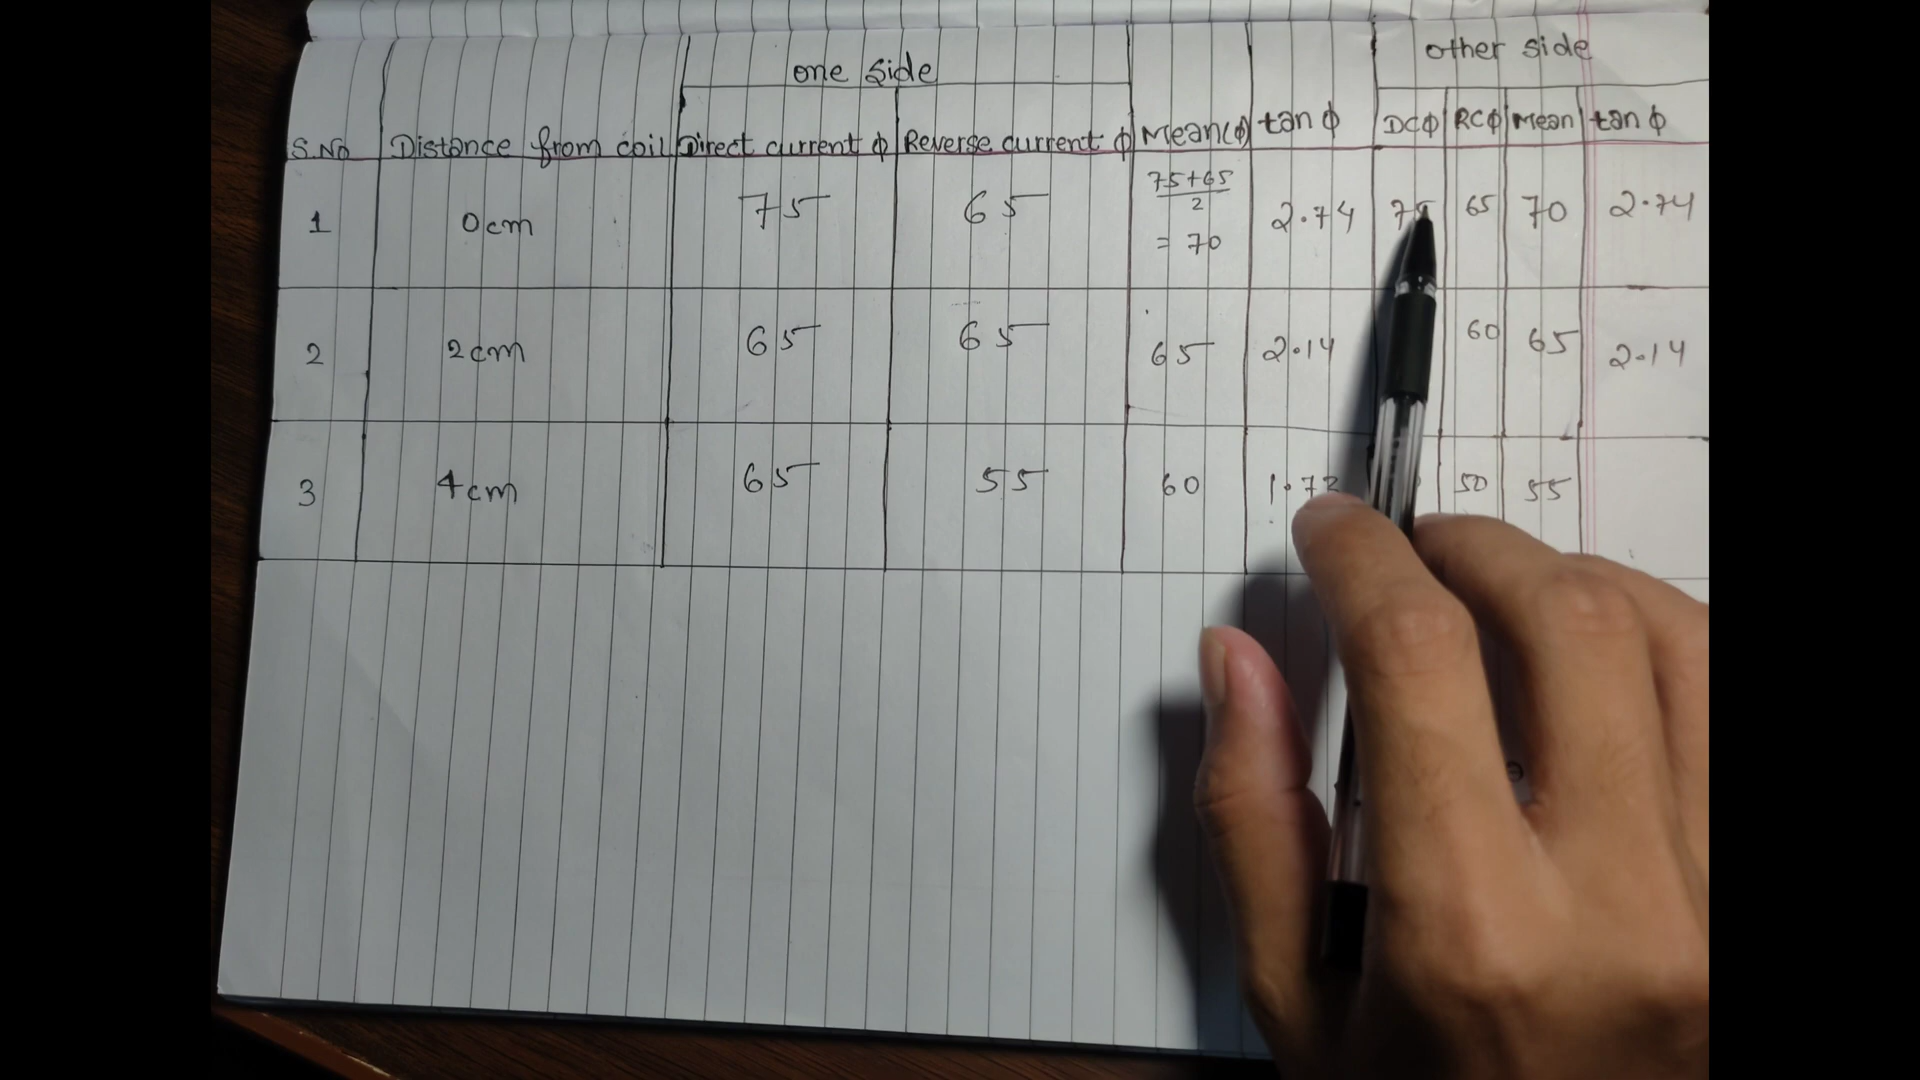 one side
other side
S.No Distance from coil Direct current ϕ Reverse current ϕ Mean(ϕ) tan ϕ DCϕ RCϕ Mean tan ϕ
1 0cm 75 65 75+65/2 = 70 2.74 75 65 70 2.74
2 2cm 65 65 65 2.14 60 65 2.14
3 4cm 65 55 60 50 55